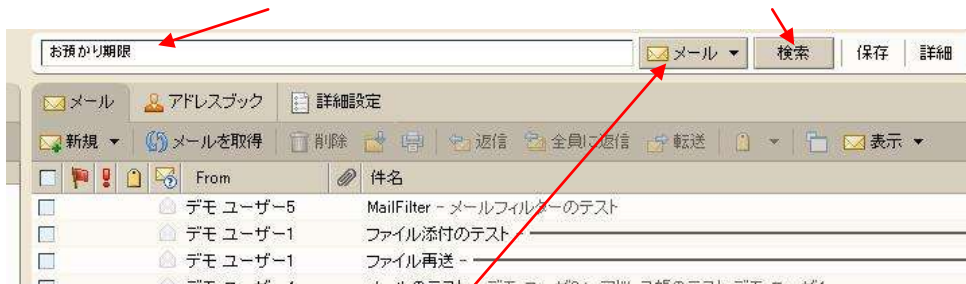 お預かり期限 メール 検索 保存 詳細
メール アドレスブック 詳細設定
新規 メールを取得 削除 返信 全員に返信 転送 表示
From 件名
デモ ユーザー5 MailFilter - メールフィルターのテスト
デモ ユーザー1 ファイル添付のテスト -
デモ ユーザー1 ファイル再送 -